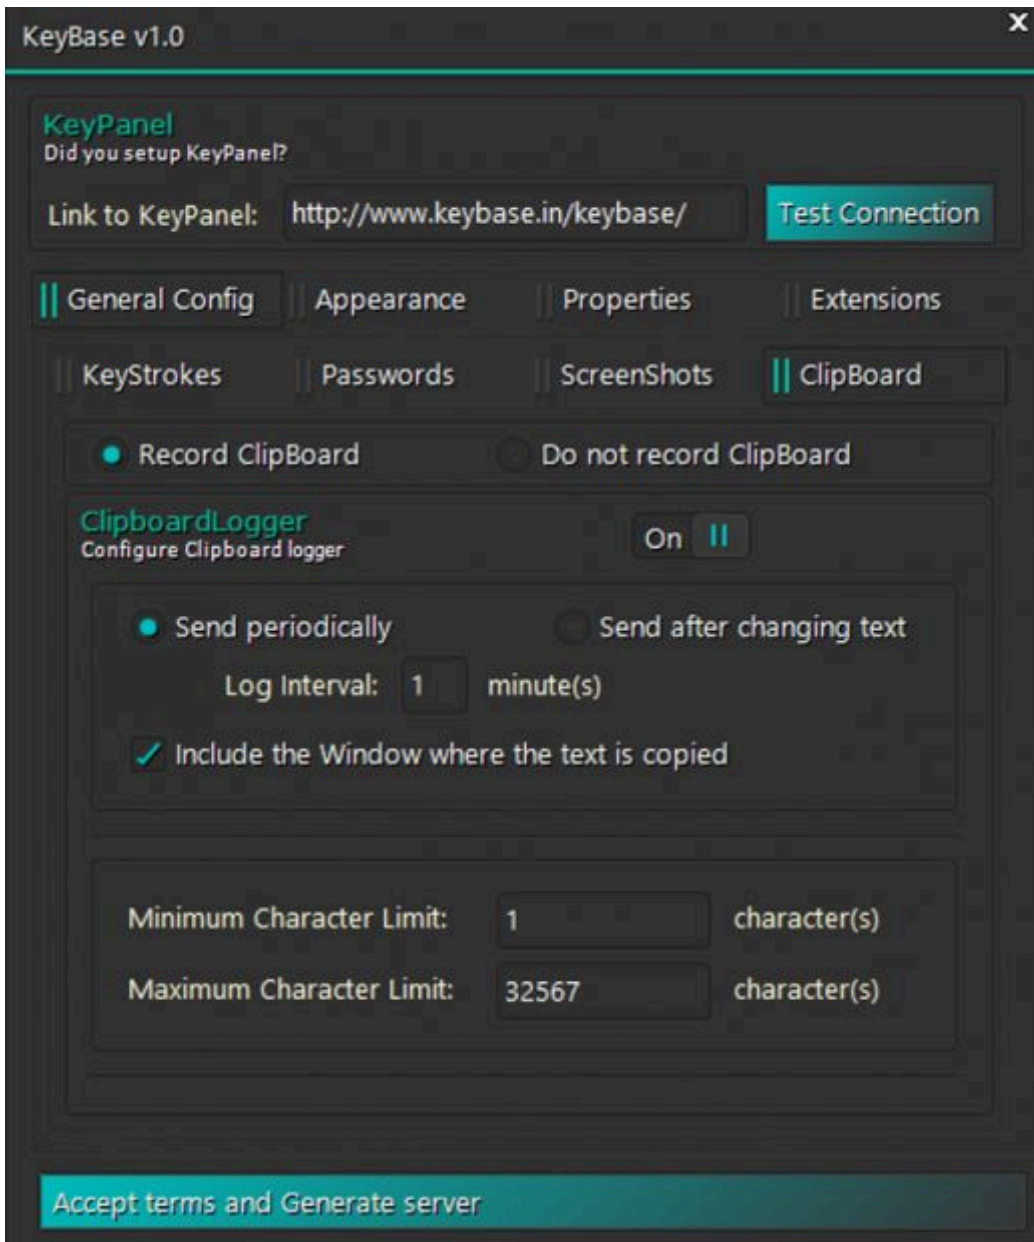 KeyBase v1.0 X
KeyPanel
Did you setup KeyPanel?
Link to KeyPanel: http://www.keybase.in/keybase/ Test Connection
General Config Appearance Properties Extensions
KeyStrokes Passwords ScreenShots ClipBoard
Record ClipBoard Do not record ClipBoard
ClipboardLogger
Configure Clipboard logger
On
Send periodically Send after changing text
Log Interval: 1 minute(s)
Include the Window where the text is copied
Minimum Character Limit: 1 character(s)
Maximum Character Limit: 32567 character(s)
Accept terms and Generate server